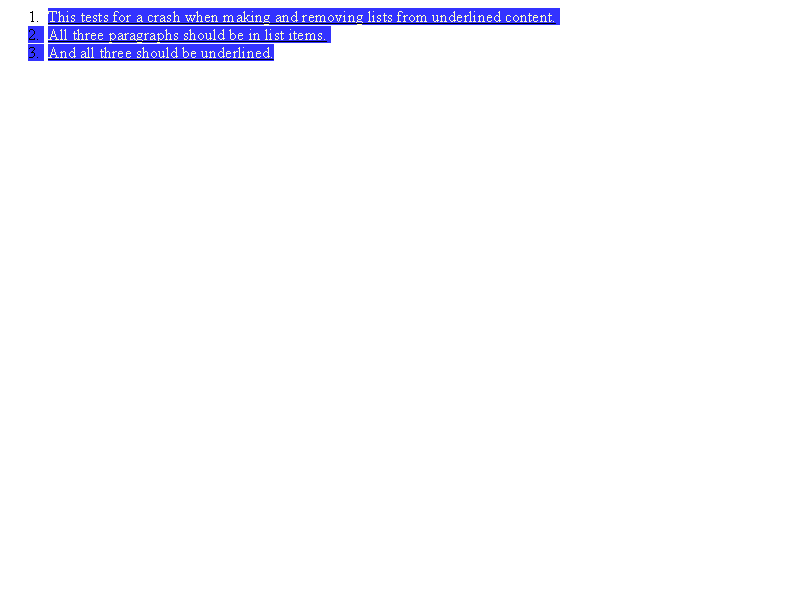 1. This tests for a crash when making and removing lists from underlined content.
2. All three paragraphs should be in list items.
3. And all three should be underlined.